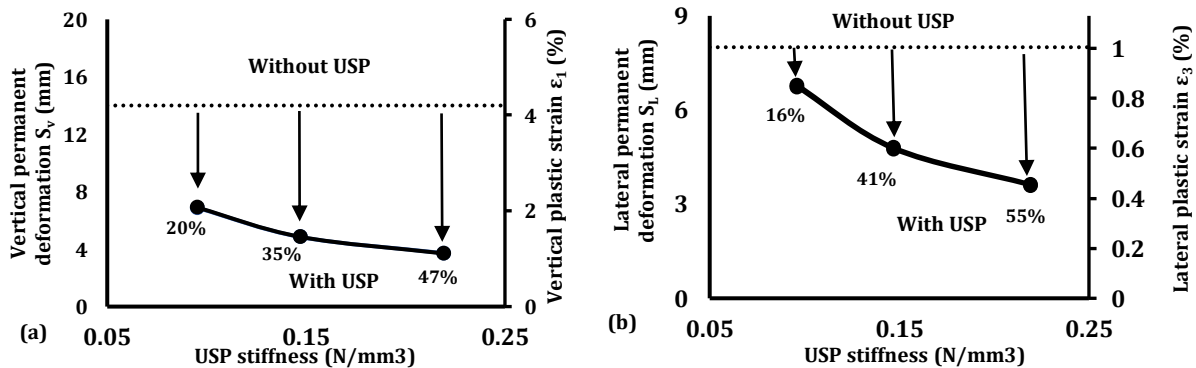 Vertical permanent
deformation Sᵥ (mm)
20
16
12
8
4
0
Without USP
20%
35%
47%
With USP
6
4
2
0
Vertical plastic strain ε₁ (%)
(a)
0.05
0.15
0.25
USP stiffness (N/mm3)
Lateral permanent
deformation S_L (mm)
9
6
3
0
Without USP
16%
41%
55%
With USP
1
0.8
0.6
0.4
0.2
0
Lateral plastic strain ε₃ (%)
(b)
0.05
0.15
0.25
USP stiffness (N/mm3)